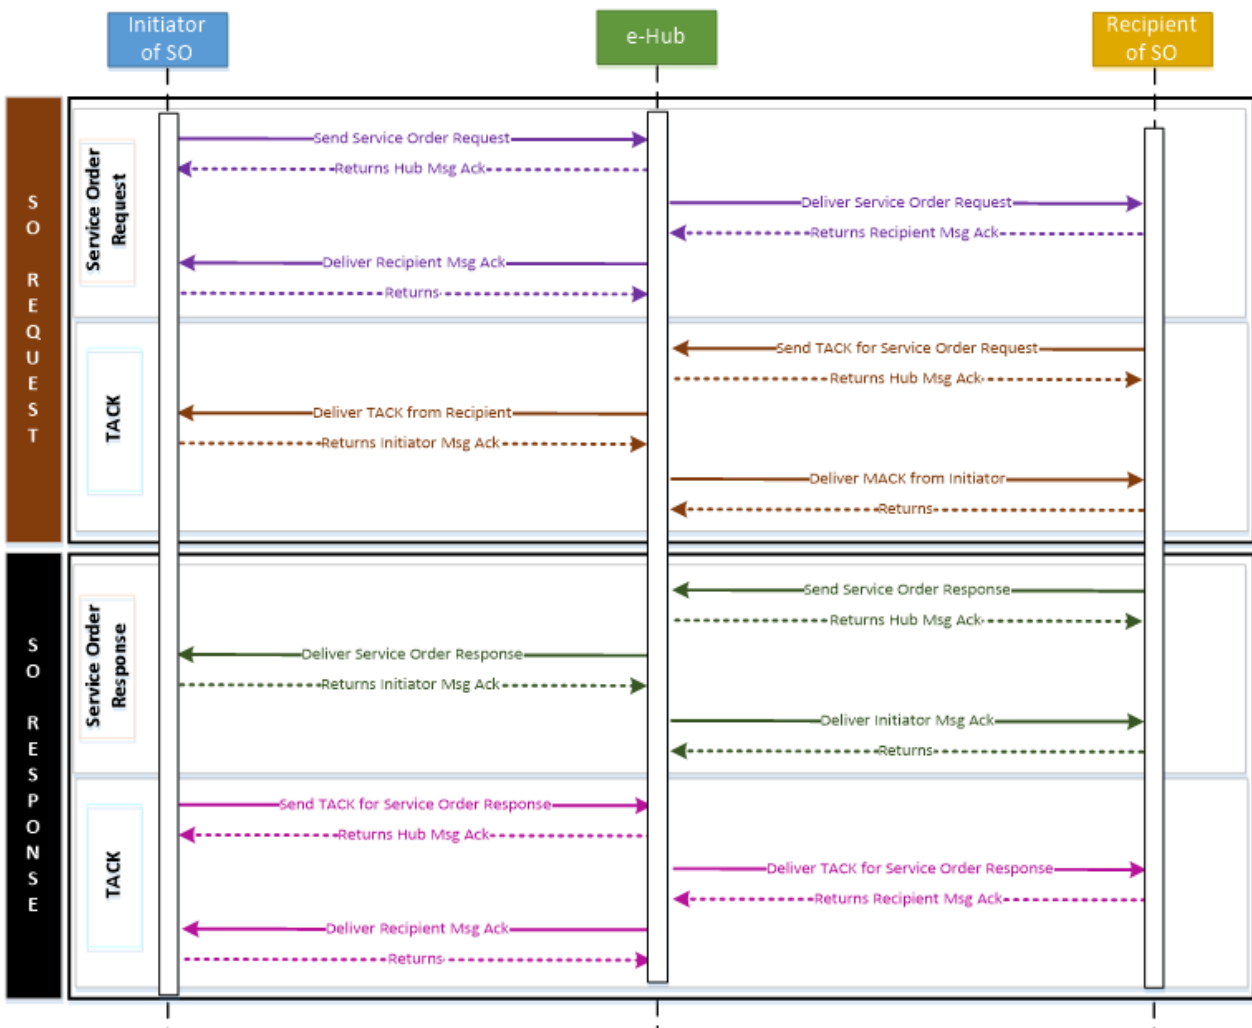 Initiator
of SO
e-Hub
Recipient
of SO
SO REQUEST
Service Order
Request
Send Service Order Request
Returns Hub Msg Ack
Deliver Service Order Request
Returns Recipient Msg Ack
Deliver Recipient Msg Ack
Returns
TACK
Send TACK for Service Order Request
Returns Hub Msg Ack
Deliver TACK from Recipient
Returns Initiator Msg Ack
Deliver MACK from Initiator
Returns
SO RESPONSE
Service Order
Response
Send Service Order Response
Returns Hub Msg Ack
Deliver Service Order Response
Returns Initiator Msg Ack
Deliver Initiator Msg Ack
Returns
TACK
Send TACK for Service Order Response
Returns Hub Msg Ack
Deliver TACK for Service Order Response
Returns Recipient Msg Ack
Deliver Recipient Msg Ack
Returns